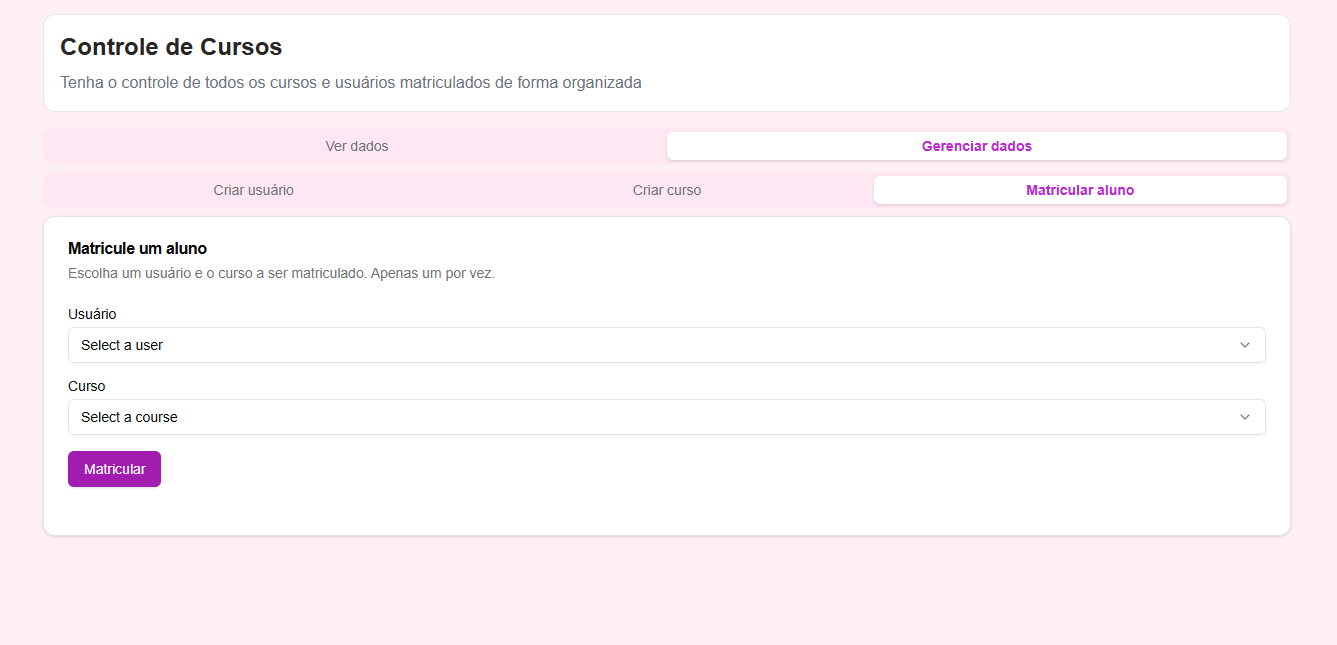 Controle de Cursos
Tenha o controle de todos os cursos e usuários matriculados de forma organizada
Ver dados
Gerenciar dados
Criar usuário
Criar curso
Matricular aluno
Matricule um aluno
Escolha um usuário e o curso a ser matriculado. Apenas um por vez.
Usuário
Select a user
Curso
Select a course
Matricular